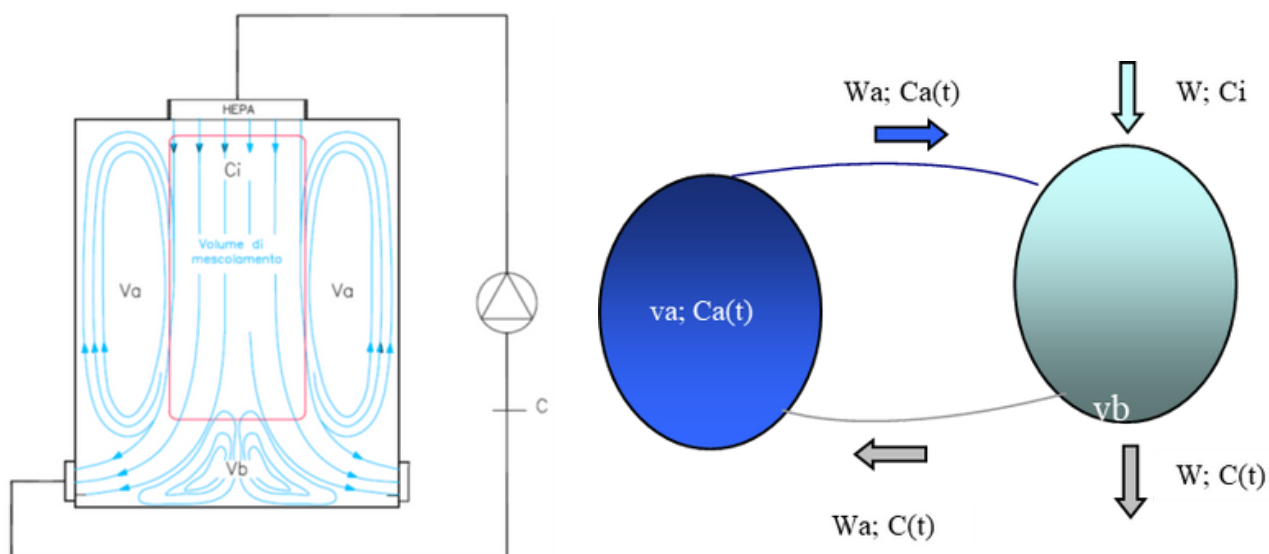 HEPA
Ci
Volume di
mescolamento
Va
Va
Vb
C
Wa; Ca(t)
W; Ci
va; Ca(t)
vb
W; C(t)
Wa; C(t)